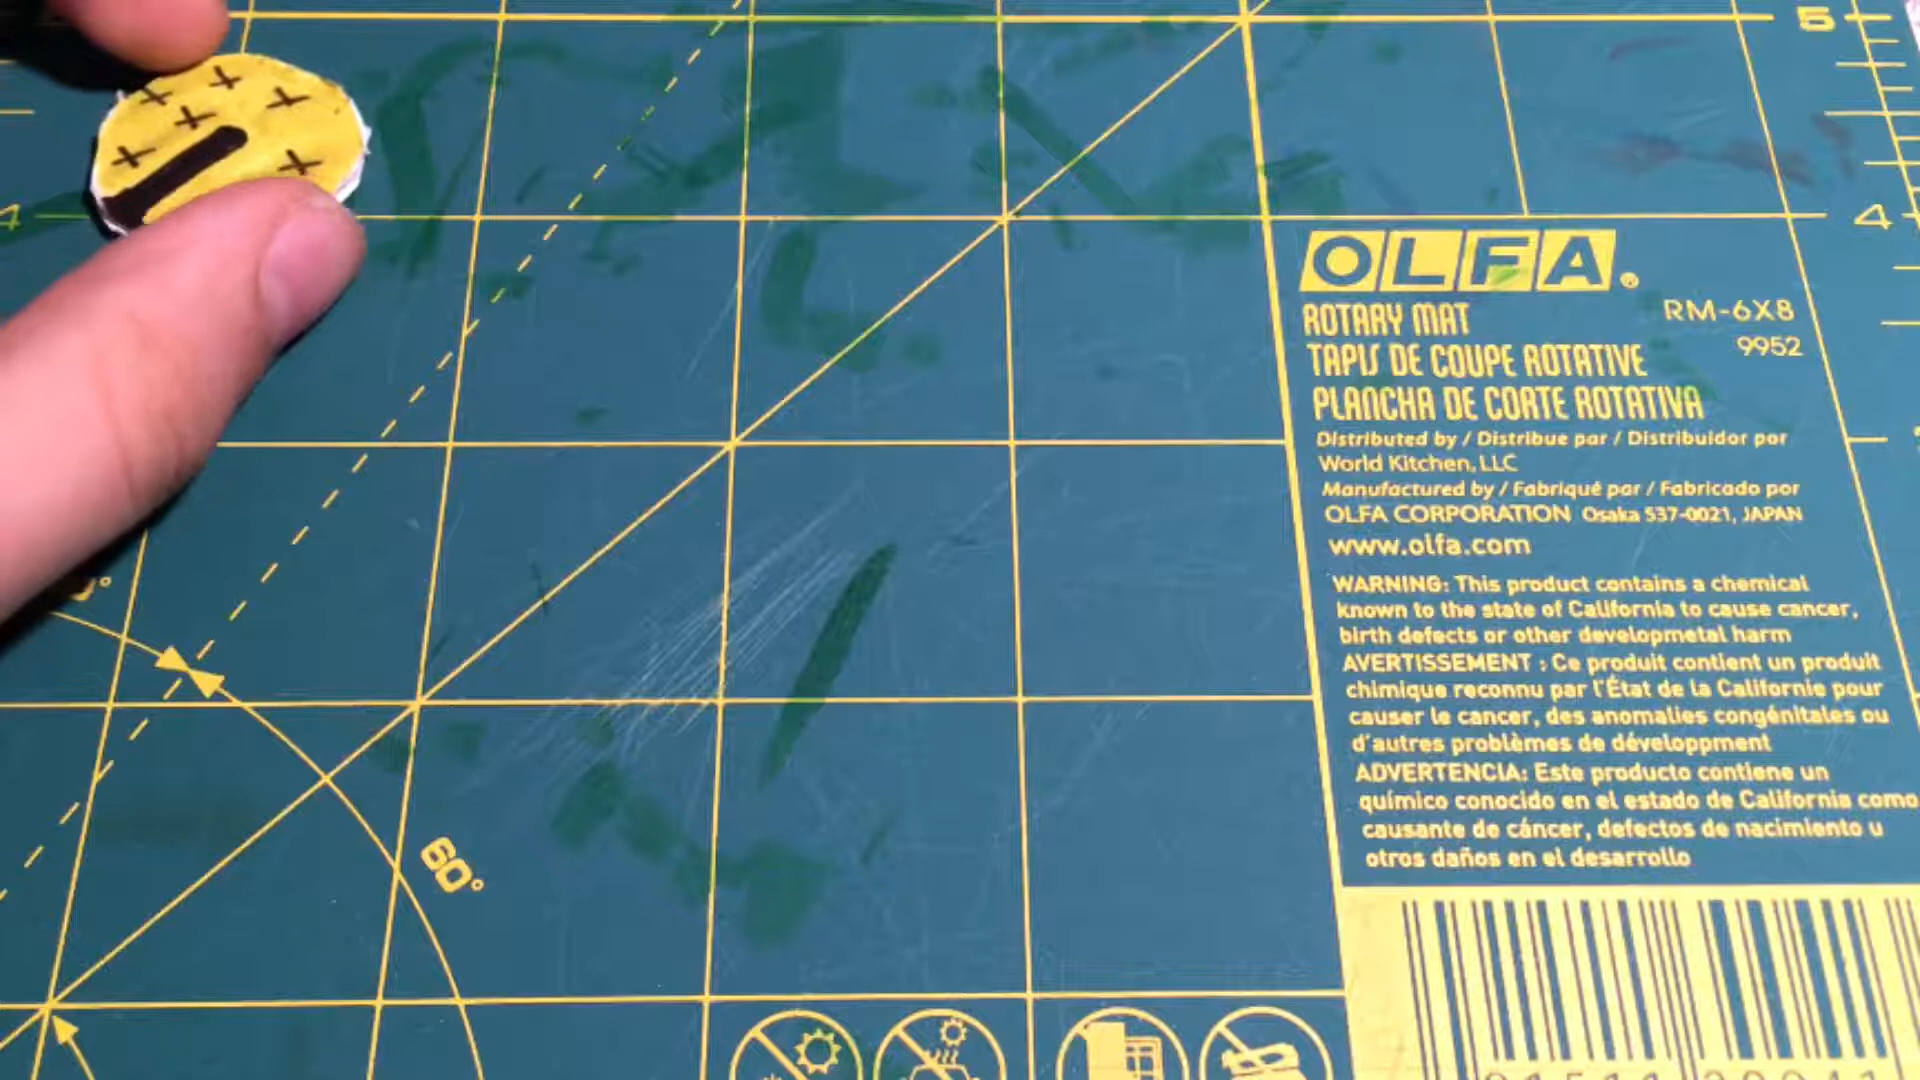 5
4
4
OLFA®
ROTARY MAT
RM-6X8
TAPIS DE COUPE ROTATIVE
9952
PLANCHA DE CORTE ROTATIVA
Distributed by / Distribue par / Distribuidor por
World Kitchen, LLC
Manufactured by / Fabriqué par / Fabricado por
OLFA CORPORATION Osaka 537-0021, JAPAN
www.olfa.com
WARNING: This product contains a chemical
known to the state of California to cause cancer,
birth defects or other developmetal harm
AVERTISSEMENT : Ce produit contient un produit
chimique reconnu par l'État de la Californie pour
causer le cancer, des anomalies congénitales ou
d'autres problèmes de développment
ADVERTENCIA: Este producto contiene un
químico conocido en el estado de California como
causante de cáncer, defectos de nacimiento u
otros daños en el desarrollo
60°